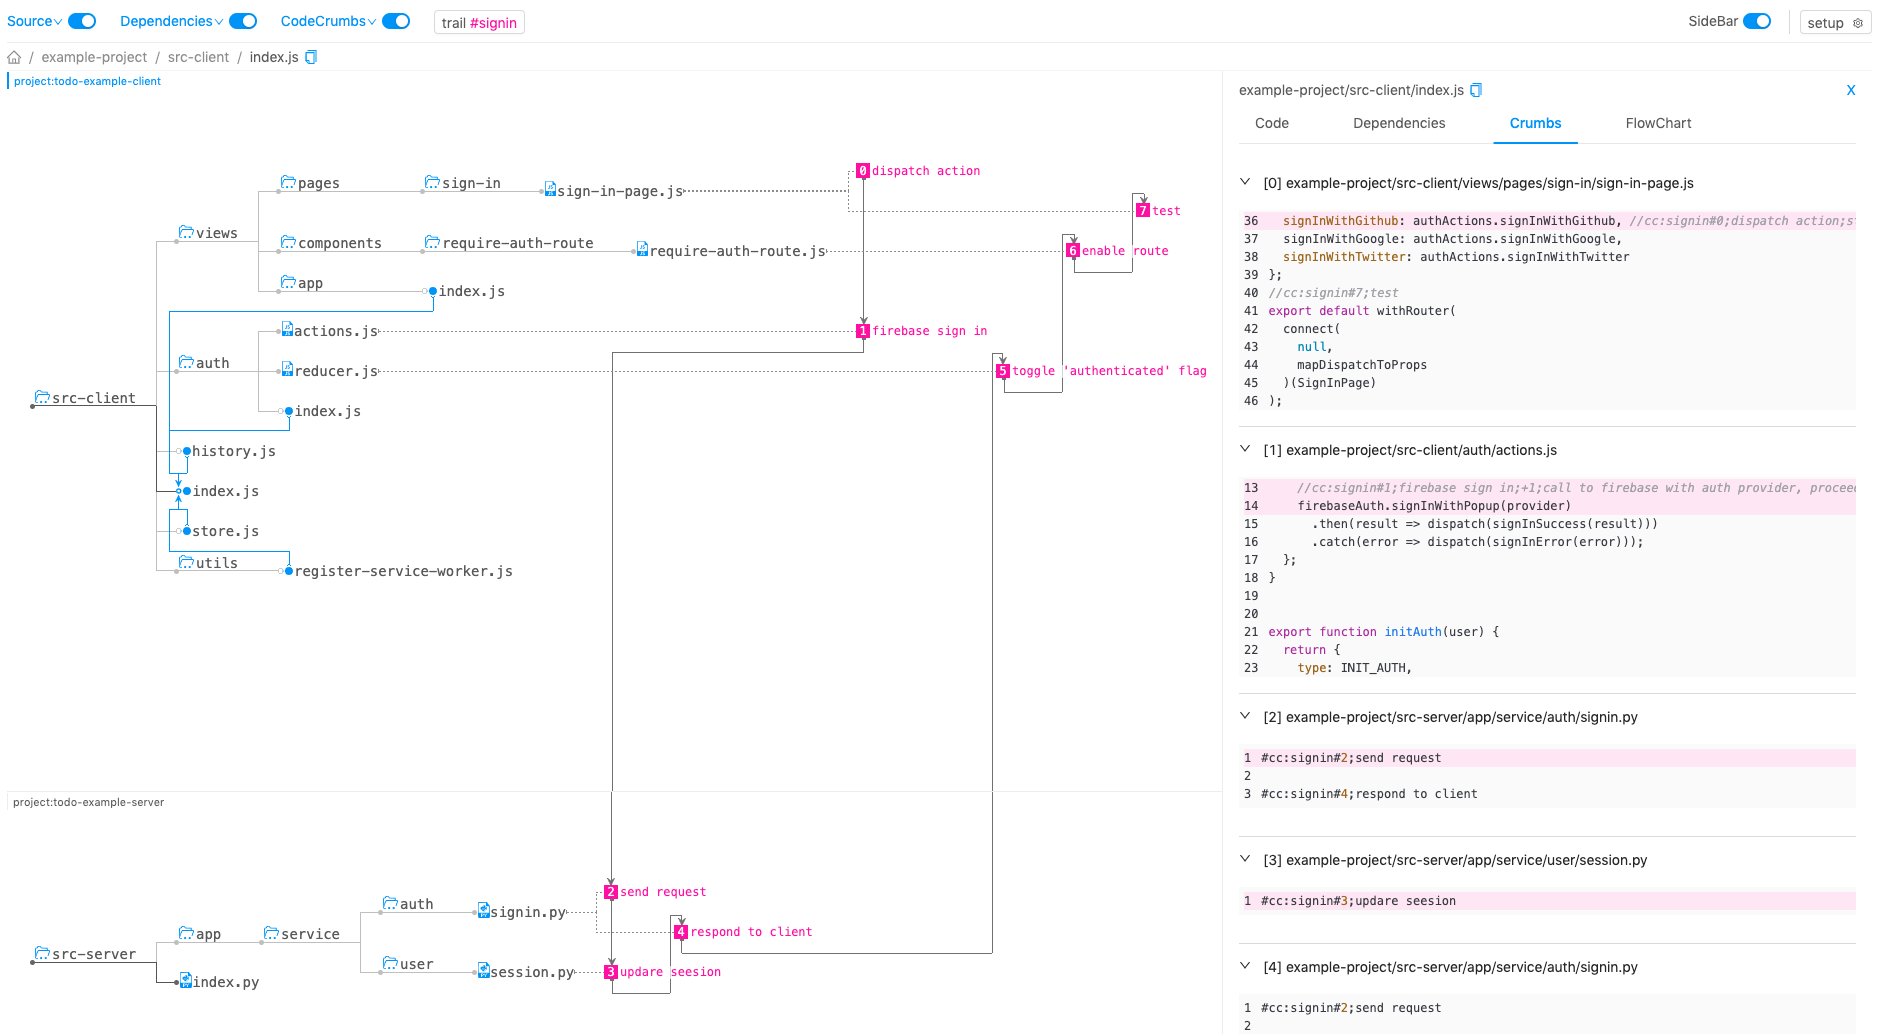 Source Dependencies CodeCrumbs trail #signin SideBar setup
/ example-project / src-client / index.js
project:todo-example-client
dispatch action
pages sign-in sign-in-page.js
test
views
components require-auth-route require-auth-route.js
enable route
app index.js
actions.js firebase sign in
auth
reducer.js toggle 'authenticated' flag
src-client
index.js
history.js
index.js
store.js
utils register-service-worker.js
0
7
6
1
5
project:todo-example-server
2 send request
auth signin.py
4 respond to client
app service
src-server
user session.py 3 updare seesion
index.py
example-project/src-client/index.js X
Code Dependencies Crumbs FlowChart
[0] example-project/src-client/views/pages/sign-in/sign-in-page.js
36 signInWithGithub: authActions.signInWithGithub, //cc:signin#0;dispatch action;s
37 signInWithGoogle: authActions.signInWithGoogle,
38 signInWithTwitter: authActions.signInWithTwitter
39 };
40 //cc:signin#7;test
41 export default withRouter(
42 connect(
43 null,
44 mapDispatchToProps
45 )(SignInPage)
46 );
[1] example-project/src-client/auth/actions.js
13 //cc:signin#1;firebase sign in;+1;call to firebase with auth provider, procee
14 firebaseAuth.signInWithPopup(provider)
15 .then(result => dispatch(signInSuccess(result)))
16 .catch(error => dispatch(signInError(error)));
17 };
18 }
19
20
21 export function initAuth(user) {
22 return {
23 type: INIT_AUTH,
[2] example-project/src-server/app/service/auth/signin.py
1 #cc:signin#2;send request
2
3 #cc:signin#4;respond to client
[3] example-project/src-server/app/service/user/session.py
1 #cc:signin#3;updare seesion
[4] example-project/src-server/app/service/auth/signin.py
1 #cc:signin#2;send request
2